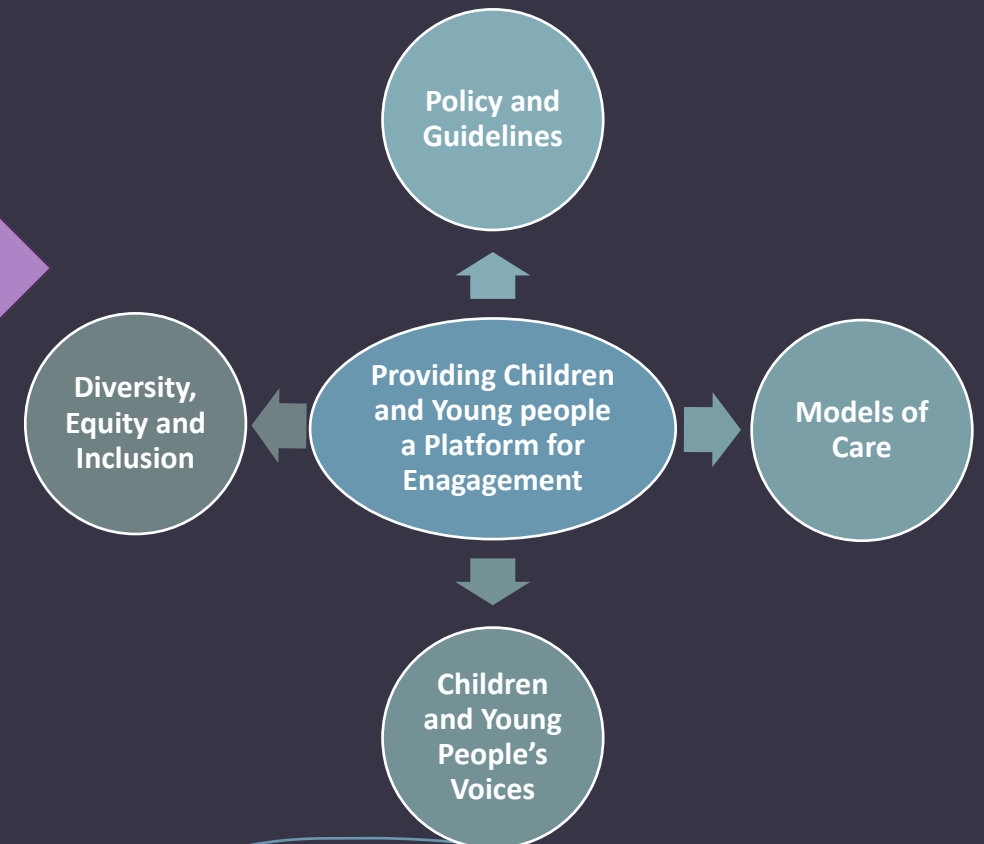 Policy and
Guidelines
Diversity,
Equity and
Inclusion
Providing Children
and Young people
a Platform for
Enagagement
Models of
Care
Children
and Young
People’s
Voices